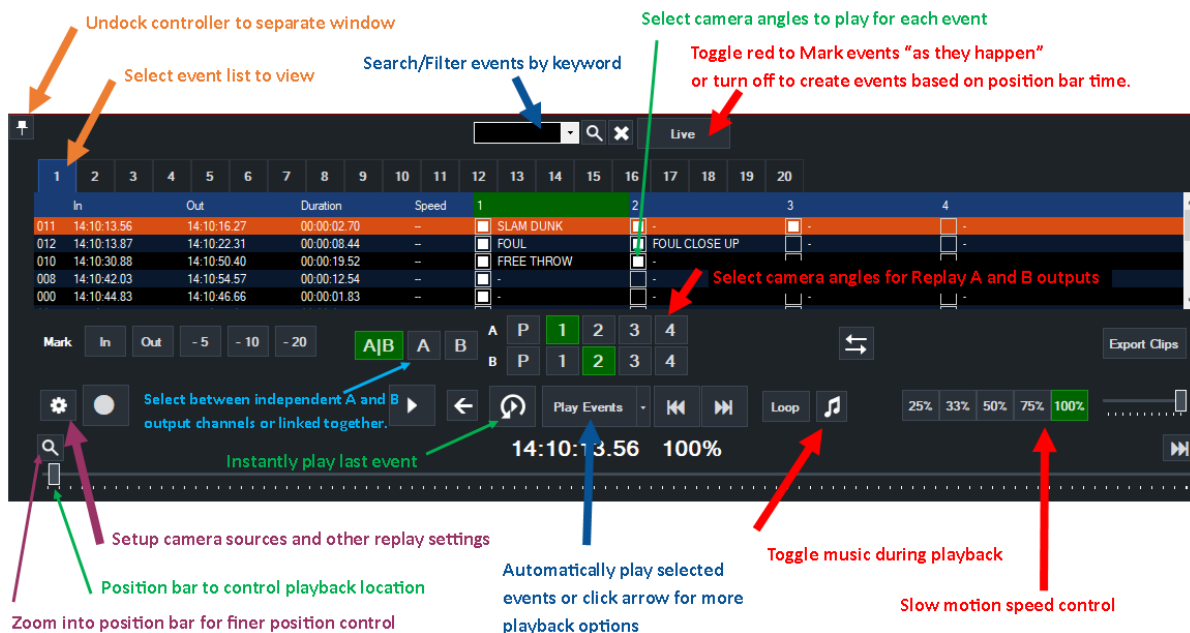 Undock controller to separate window
Select camera angles to play for each event
Select event list to view
Search/Filter events by keyword
Toggle red to Mark events “as they happen”
or turn off to create events based on position bar time.
Live
1 2 3 4 5 6 7 8 9 10 11 12 13 14 15 16 17 18 19 20
In Out Duration Speed 1 2 3 4
011 14:10:13.56 14:10:16.27 00:00:02.70 -- SLAM DUNK - - -
012 14:10:13.87 14:10:22.31 00:00:08.44 -- FOUL FOUL CLOSE UP - -
010 14:10:30.88 14:10:50.40 00:00:19.52 -- FREE THROW -
008 14:10:42.03 14:10:54.57 00:00:12.54 -- - -
Select camera angles for Replay A and B outputs
000 14:10:44.83 14:10:46.66 00:00:01.83 -- - - - -
Mark In Out - 5 - 10 - 20 A|B A B
A P 1 2 3 4
B P 1 2 3 4
Export Clips
Select between independent A and B
output channels or linked together.
Play Events Loop 25% 33% 50% 75% 100%
Instantly play last event
14:10:13.56 100%
Setup camera sources and other replay settings
Toggle music during playback
Position bar to control playback location
Automatically play selected
events or click arrow for more
playback options
Slow motion speed control
Zoom into position bar for finer position control